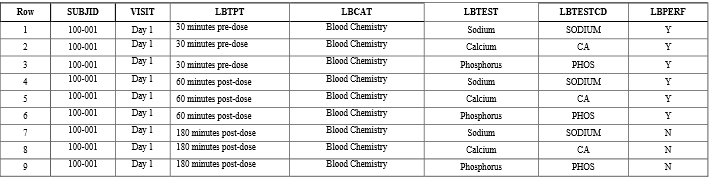 Row SUBJID VISIT LBTPT LBCAT LBTEST LBTESTCD LBPERF
1 100-001 Day 1 30 minutes pre-dose Blood Chemistry Sodium SODIUM Y
2 100-001 Day 1 30 minutes pre-dose Blood Chemistry Calcium CA Y
3 100-001 Day 1 30 minutes pre-dose Blood Chemistry Phosphorus PHOS Y
4 100-001 Day 1 60 minutes post-dose Blood Chemistry Sodium SODIUM Y
5 100-001 Day 1 60 minutes post-dose Blood Chemistry Calcium CA Y
6 100-001 Day 1 60 minutes post-dose Blood Chemistry Phosphorus PHOS Y
7 100-001 Day 1 180 minutes post-dose Blood Chemistry Sodium SODIUM N
8 100-001 Day 1 180 minutes post-dose Blood Chemistry Calcium CA N
9 100-001 Day 1 180 minutes post-dose Blood Chemistry Phosphorus PHOS N